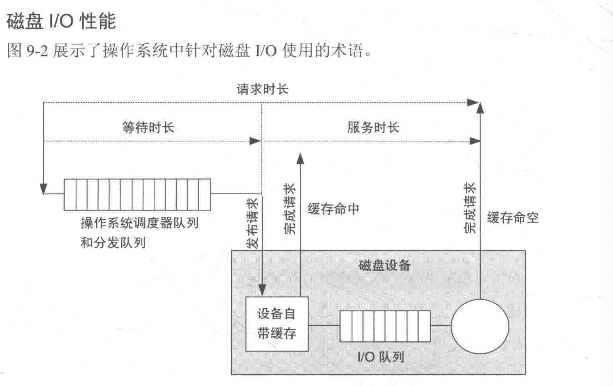 磁盘 I/O 性能
图 9-2 展示了操作系统中针对磁盘 I/O 使用的术语。
请求时长
等待时长
服务时长
操作系统调度器队列
和分发队列
发布请求
完成请求
缓存命中
完成请求
缓存命空
磁盘设备
设备自
带缓存
I/O 队列